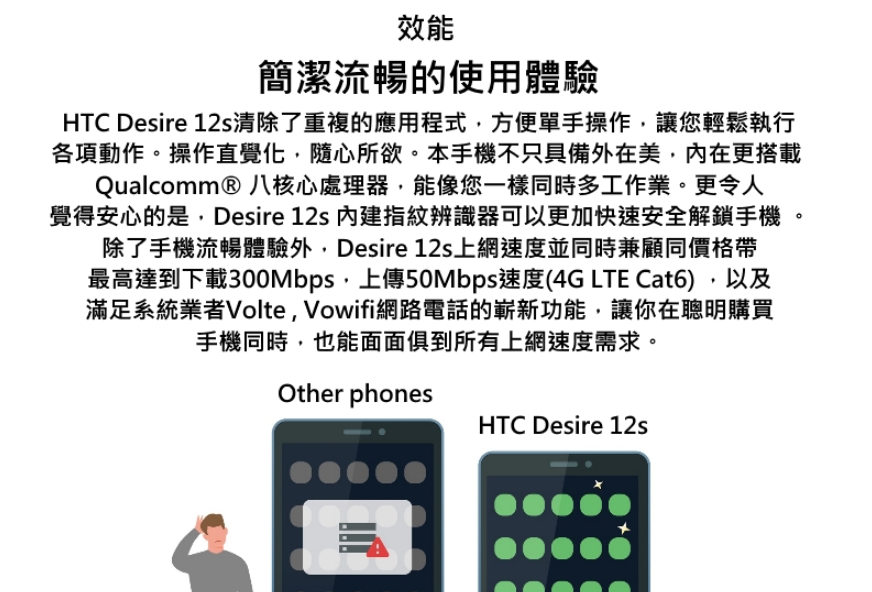 效能
簡潔流暢的使用體驗
HTC Desire 12s清除了重複的應用程式，方便單手操作，讓您輕鬆執行
各項動作。操作直覺化，隨心所欲。本手機不只具備外在美，內在更搭載
Qualcomm® 八核心處理器，能像您一樣同時多工作業。更令人
覺得安心的是，Desire 12s 內建指紋辨識器可以更加快速安全解鎖手機 。
除了手機流暢體驗外，Desire 12s上網速度並同時兼顧同價格帶
最高達到下載300Mbps，上傳50Mbps速度(4G LTE Cat6) ，以及
滿足系統業者Volte , Vowifi網路電話的嶄新功能，讓你在聰明購買
手機同時，也能面面俱到所有上網速度需求。
Other phones
HTC Desire 12s